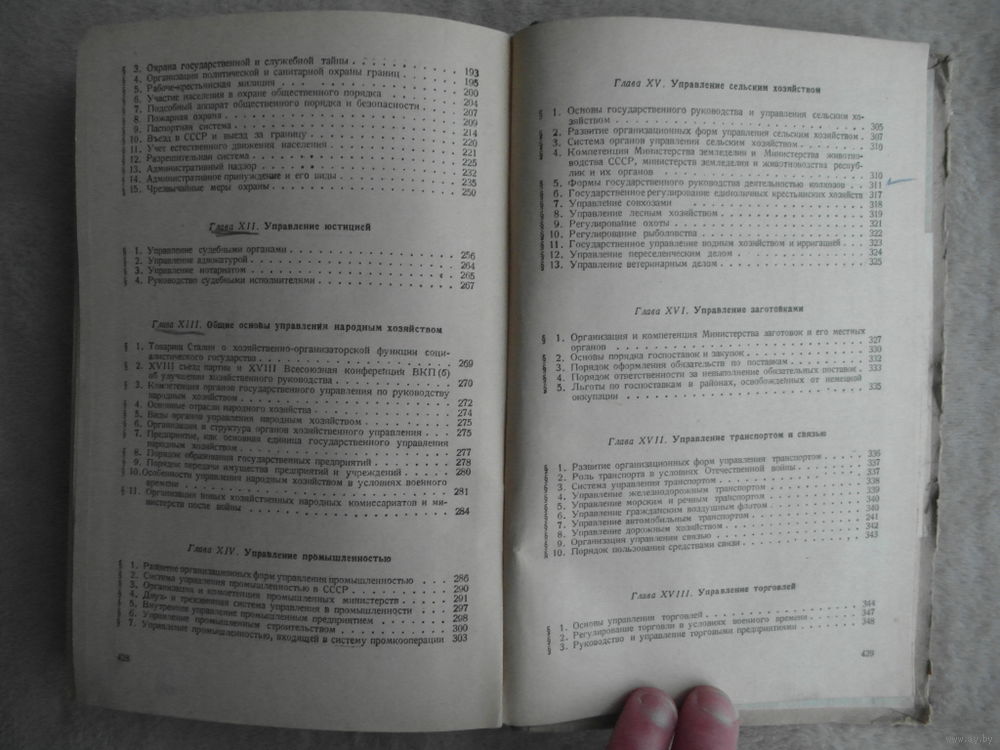 § 3. Охрана государственной и служебной тайны . . . . . . 193
§ 4. Организация политической и санитарной охраны границ . . . 195
§ 5. Рабоче-крестьянская милиция . . . . . . 200
§ 6. Участие населения в охране общественного порядка . . . . 204
§ 7. Подсобный аппарат общественного порядка и безопасности . . . 207
§ 8. Пожарная охрана . . . . . . 209
§ 9. Паспортная система . . . . . . 214
§ 10. Въезд в СССР и выезд за границу . . . . . . 220
§ 11. Учет естественного движения населения . . . . . . 221
§ 12. Разрешительная система . . . . . . 225
§ 13. Административный надзор . . . . . . 232
§ 14. Административное принуждение и его виды . . . . . . 235
§ 15. Чрезвычайные меры охраны . . . . . . 250
Глава XII. Управление юстицией
§ 1. Управление судебными органами . . . . . . 256
§ 2. Управление адвокатурой . . . . . . 264
§ 3. Управление нотариатом . . . . . . 265
§ 4. Руководство судебными исполнителями . . . . . . 267
Глава XIII. Общие основы управления народным хозяйством
§ 1. Товарищ Сталин о хозяйственно-организаторской функции социа-
листического государства . . . . . . 269
§ 2. XVIII съезд партии и XVIII Всесоюзная конференция ВКП(б)
об улучшении хозяйственного руководства . . . . . . 270
§ 3. Компетенция органов государственного управления по руководству
народным хозяйством . . . . . . 272
§ 4. Основные отрасли народного хозяйства . . . . . . 274
§ 5. Виды органов управления народным хозяйством . . . . . . 275
§ 6. Организация и структура органов хозяйственного управления . . 275
§ 7. Предприятие, как основная единица государственного управления
народным хозяйством . . . . . . 277
§ 8. Порядок образования государственных предприятий . . . . 278
§ 9. Порядок передачи имущества предприятий и учреждений . . . 280
§ 10. Особенности управления народным хозяйством в условиях военного
времени . . . . . . 281
§ 11. Организация новых хозяйственных народных комиссариатов и ми-
нистерств после войны . . . . . . 284
Глава XIV. Управление промышленностью
§ 1. Развитие организационных форм управления промышленностью . . . 286
§ 2. Система управления промышленностью в СССР . . . . . . 290
§ 3. Организация и компетенция промышленных министерств . . . . 291
§ 4. Двух- и трехзвенная система управления в промышленности . . . 297
§ 5. Внутреннее управление промышленным предприятием . . . . 298
§ 6. Управление промышленным строительством . . . . . . 300
§ 7. Управление промышленностью, входящей в систему промкооперации 303
428
Глава XV. Управление сельским хозяйством
§ 1. Основы государственного руководства и управления сельским хо-
зяйством . . . . . . 305
§ 2. Развитие организационных форм управления сельским хозяйством . 307
§ 3. Система органов управления сельским хозяйством . . . . . . 310
§ 4. Компетенция Министерства земледелия и Министерства животно-
водства СССР, министерств земледелия и животноводства респуб-
лик и их органов . . . . . . 310
§ 5. Формы государственного руководства деятельностью колхозов . . 311
§ 6. Государственное регулирование единоличных крестьянских хозяйств 317
§ 7. Управление совхозами . . . . . . 318
§ 8. Управление лесным хозяйством . . . . . . 319
§ 9. Регулирование охоты . . . . . . 321
§ 10. Регулирование рыболовства . . . . . . 322
§ 11. Государственное управление водным хозяйством и ирригацией . . . 323
§ 12. Управление переселенческим делом . . . . . . 324
§ 13. Управление ветеринарным делом . . . . . . 325
Глава XVI. Управление заготовками
§ 1. Организация и компетенция Министерства заготовок и его местных
органов . . . . . . 327
§ 2. Основы порядка госпоставок и закупок . . . . . . 330
§ 3. Порядок оформления обязательств по поставкам . . . . . . 332
§ 4. Порядок ответственности за невыполнение обязательных поставок . 333
§ 5. Льготы по госпоставкам в районах, освобожденных от немецкой
оккупации . . . . . . 335
Глава XVII. Управление транспортом и связью
§ 1. Развитие организационных форм управления транспортом . . . 336
§ 2. Роль транспорта в условиях Отечественной войны . . . . . . 337
§ 3. Система управления транспортом . . . . . . 337
§ 4. Управление железнодорожным транспортом . . . . . . 338
§ 5. Управление морским и речным транспортом . . . . . . 339
§ 6. Управление гражданским воздушным флотом . . . . . . 340
§ 7. Управление автомобильным транспортом . . . . . . 340
§ 8. Управление дорожным хозяйством . . . . . . 241
§ 9. Организация управления связью . . . . . . 342
§ 10. Порядок пользования средствами связи . . . . . . 343
Глава XVIII. Управление торговлей
§ 1. Основы управления торговлей . . . . . . 344
§ 2. Регулирование торговли в условиях военного времени . . . . 347
§ 3. Руководство и управление торговыми предприятиями . . . . 348
429
www.ay.by